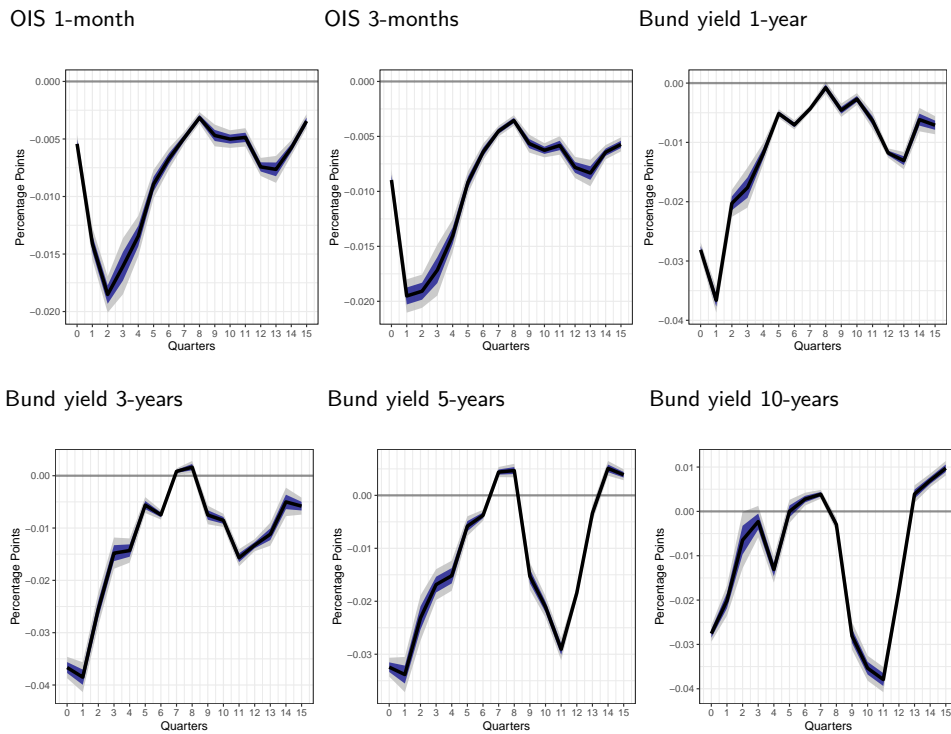 OIS 1-month
OIS 3-months
Bund yield 1-year
0.000
−0.005
−0.010
−0.015
−0.020
Percentage Points
0 1 2 3 4 5 6 7 8 9 10 11 12 13 14 15
Quarters
0.000
−0.005
−0.010
−0.015
−0.020
Percentage Points
0 1 2 3 4 5 6 7 8 9 10 11 12 13 14 15
Quarters
0.00
−0.01
−0.02
−0.03
−0.04
Percentage Points
0 1 2 3 4 5 6 7 8 9 10 11 12 13 14 15
Quarters
Bund yield 3-years
Bund yield 5-years
Bund yield 10-years
0.00
−0.01
−0.02
−0.03
−0.04
Percentage Points
0 1 2 3 4 5 6 7 8 9 10 11 12 13 14 15
Quarters
0.00
−0.01
−0.02
−0.03
Percentage Points
0 1 2 3 4 5 6 7 8 9 10 11 12 13 14 15
Quarters
0.01
0.00
−0.01
−0.02
−0.03
−0.04
Percentage Points
0 1 2 3 4 5 6 7 8 9 10 11 12 13 14 15
Quarters